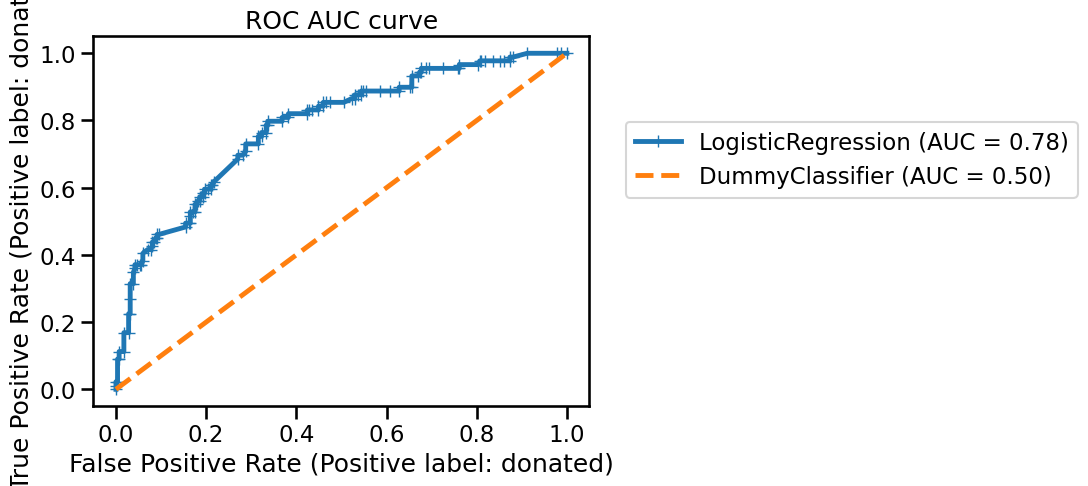 ROC AUC curve
True Positive Rate (Positive label: donat
1.0
0.8
0.6
0.4
0.2
0.0
0.0 0.2 0.4 0.6 0.8 1.0
False Positive Rate (Positive label: donated)
LogisticRegression (AUC = 0.78)
DummyClassifier (AUC = 0.50)